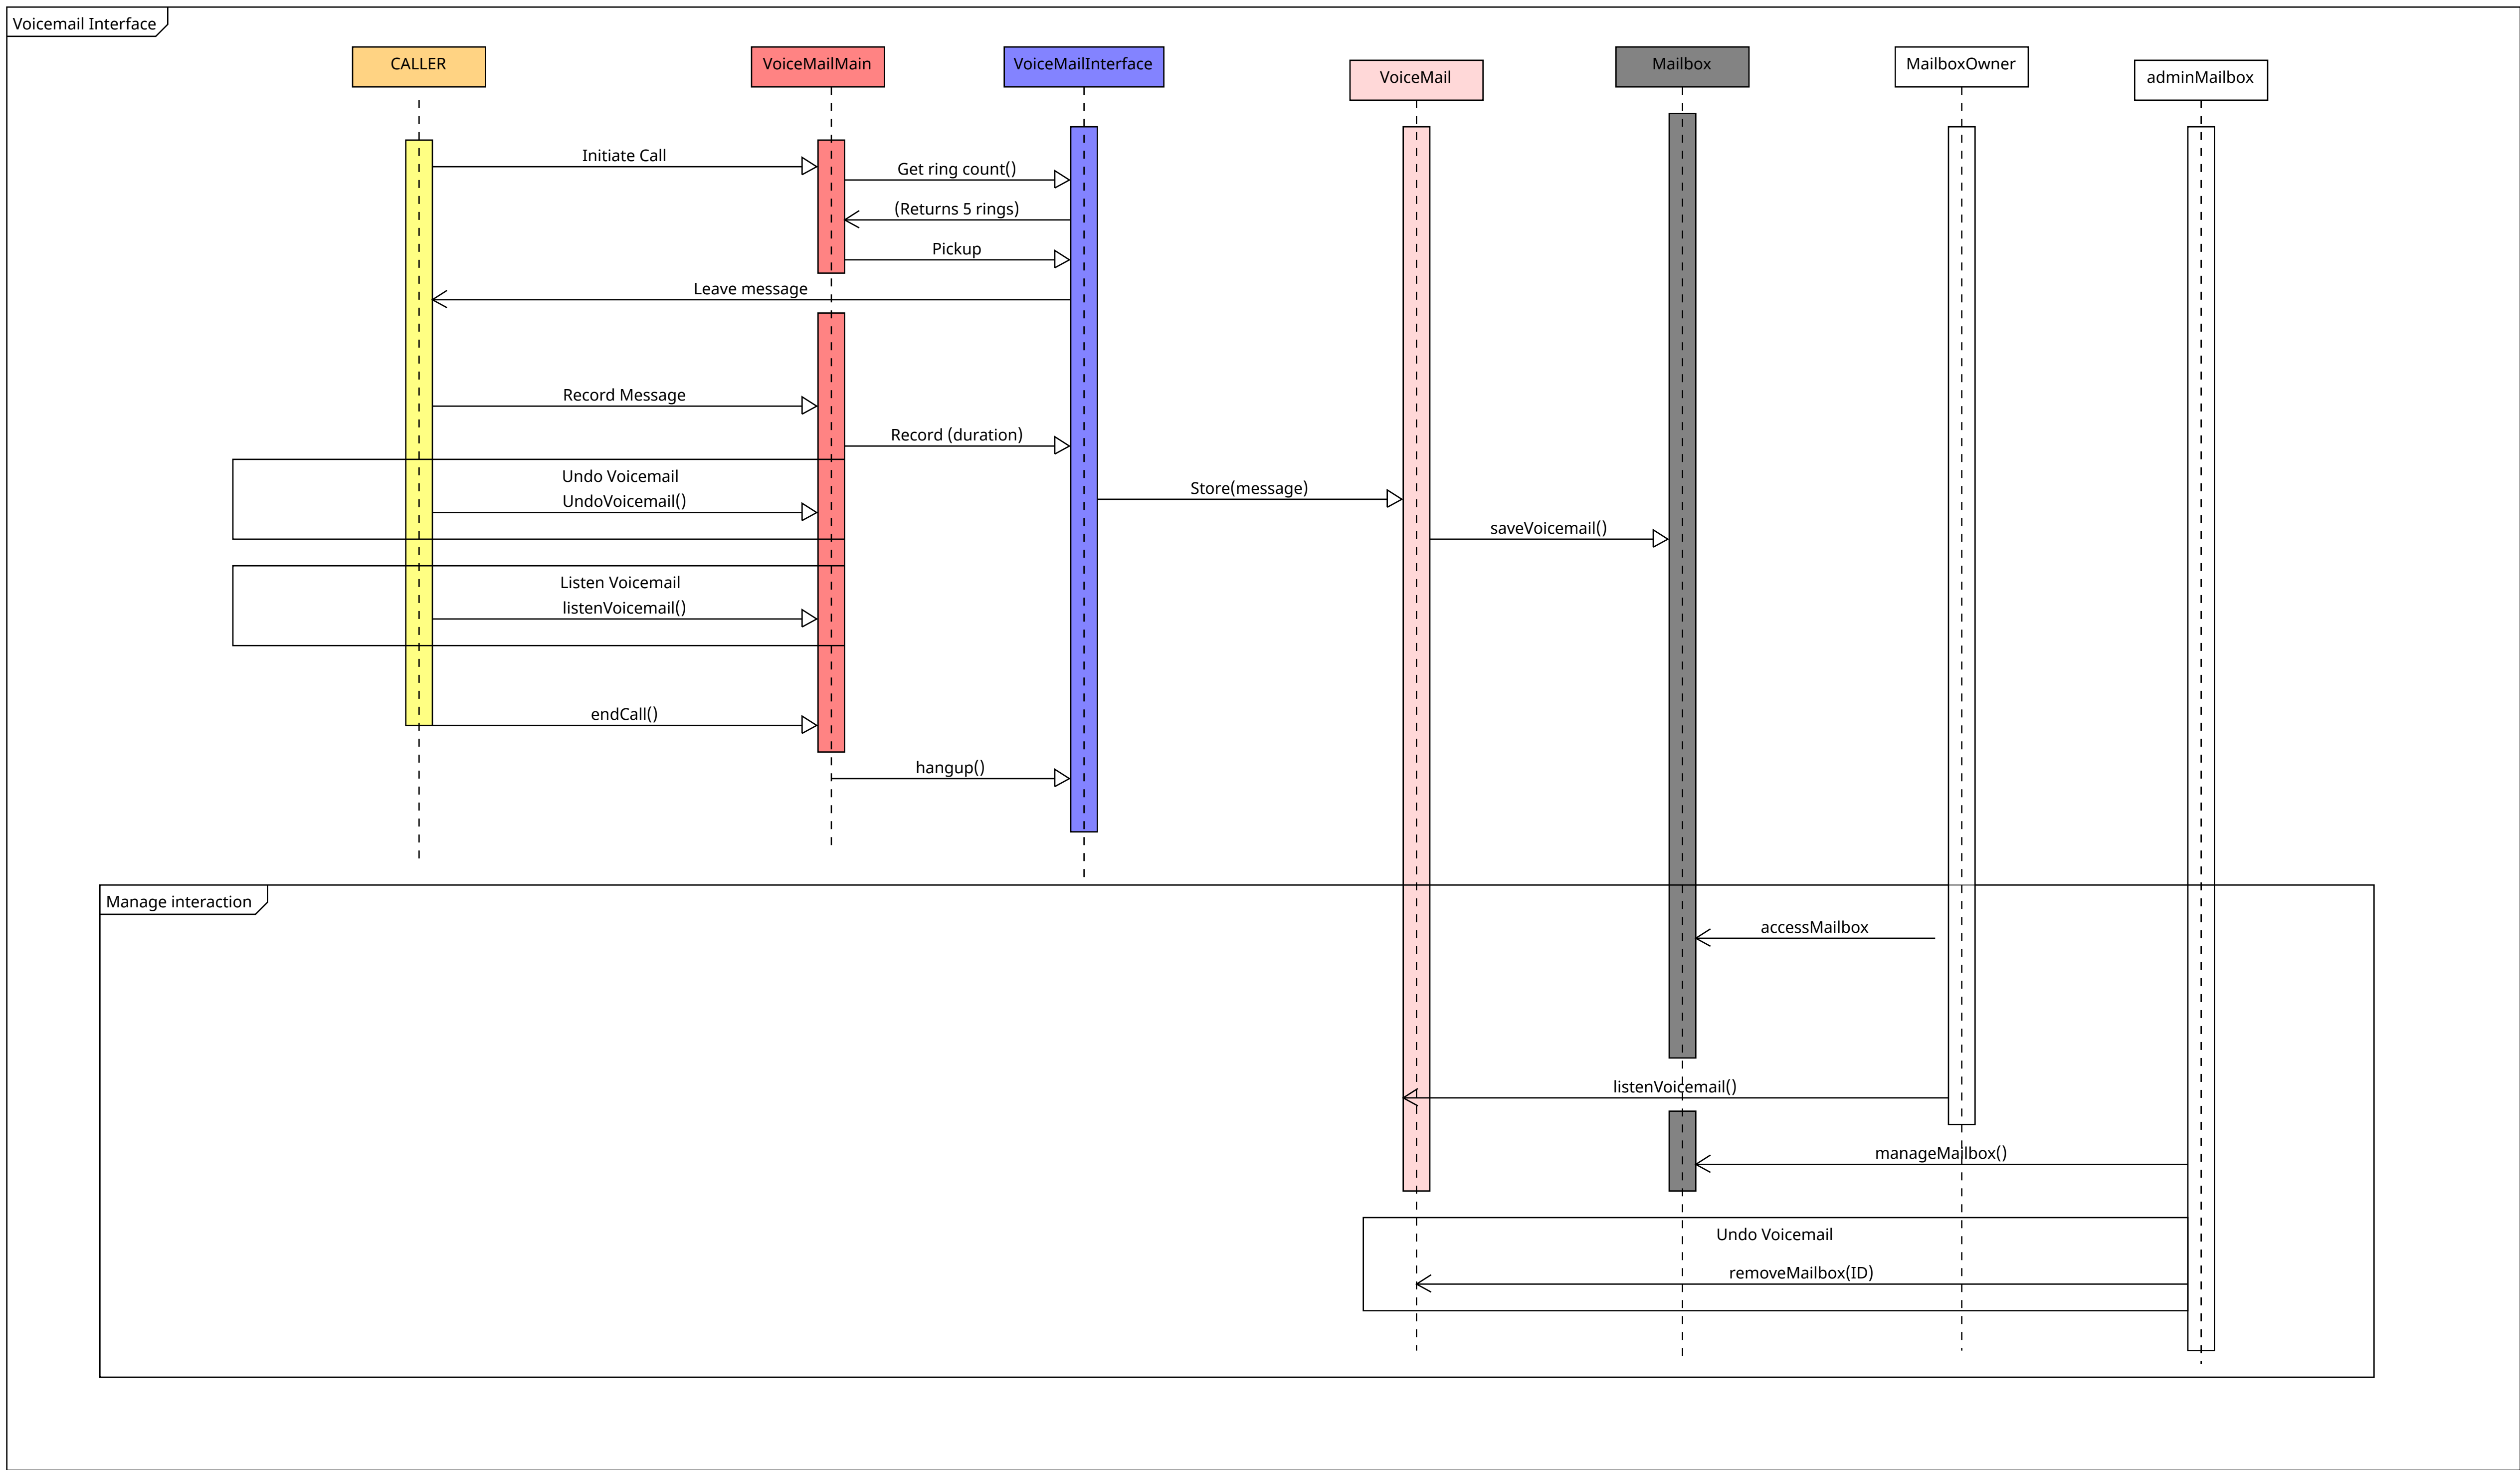 Voicemail Interface
CALLER
VoiceMailMain
VoiceMailInterface
VoiceMail
Mailbox
MailboxOwner
adminMailbox
Initiate Call
Get ring count()
(Returns 5 rings)
Pickup
Leave message
Record Message
Record (duration)
Undo Voicemail
Store(message)
UndoVoicemail()
saveVoicemail()
Listen Voicemail
listenVoicemail()
endCall()
hangup()
Manage interaction
accessMailbox
listenVoicemail()
manageMailbox()
Undo Voicemail
removeMailbox(ID)